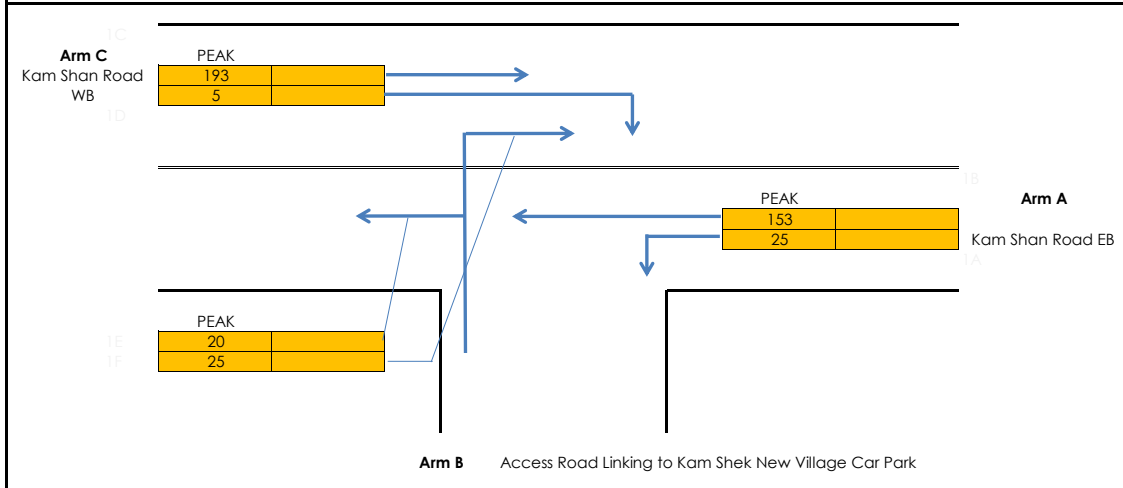 1C
Arm C
PEAK
Kam Shan Road
193
WB
5
1D
1B
PEAK
Arm A
153
25
Kam Shan Road EB
1A
PEAK
1E
20
1F
25
Arm B Access Road Linking to Kam Shek New Village Car Park